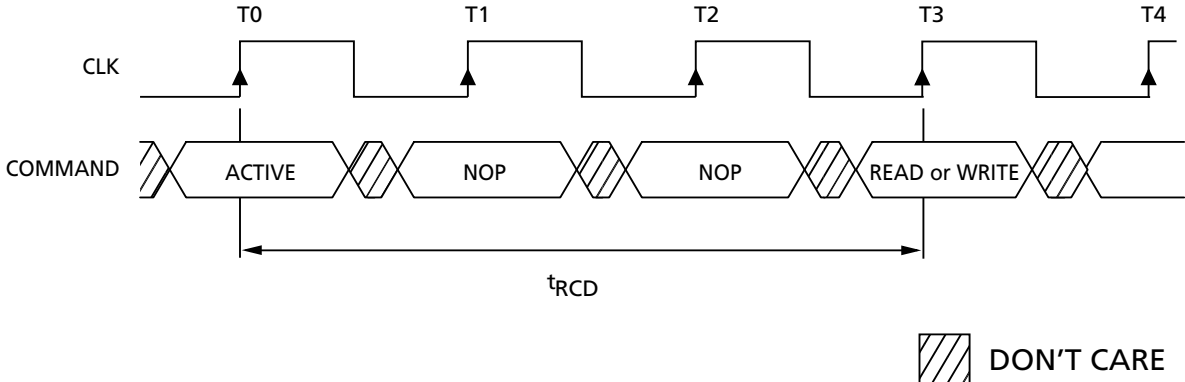 T0 T1 T2 T3 T4
CLK
COMMAND ACTIVE NOP NOP READ or WRITE
tRCD
DON'T CARE